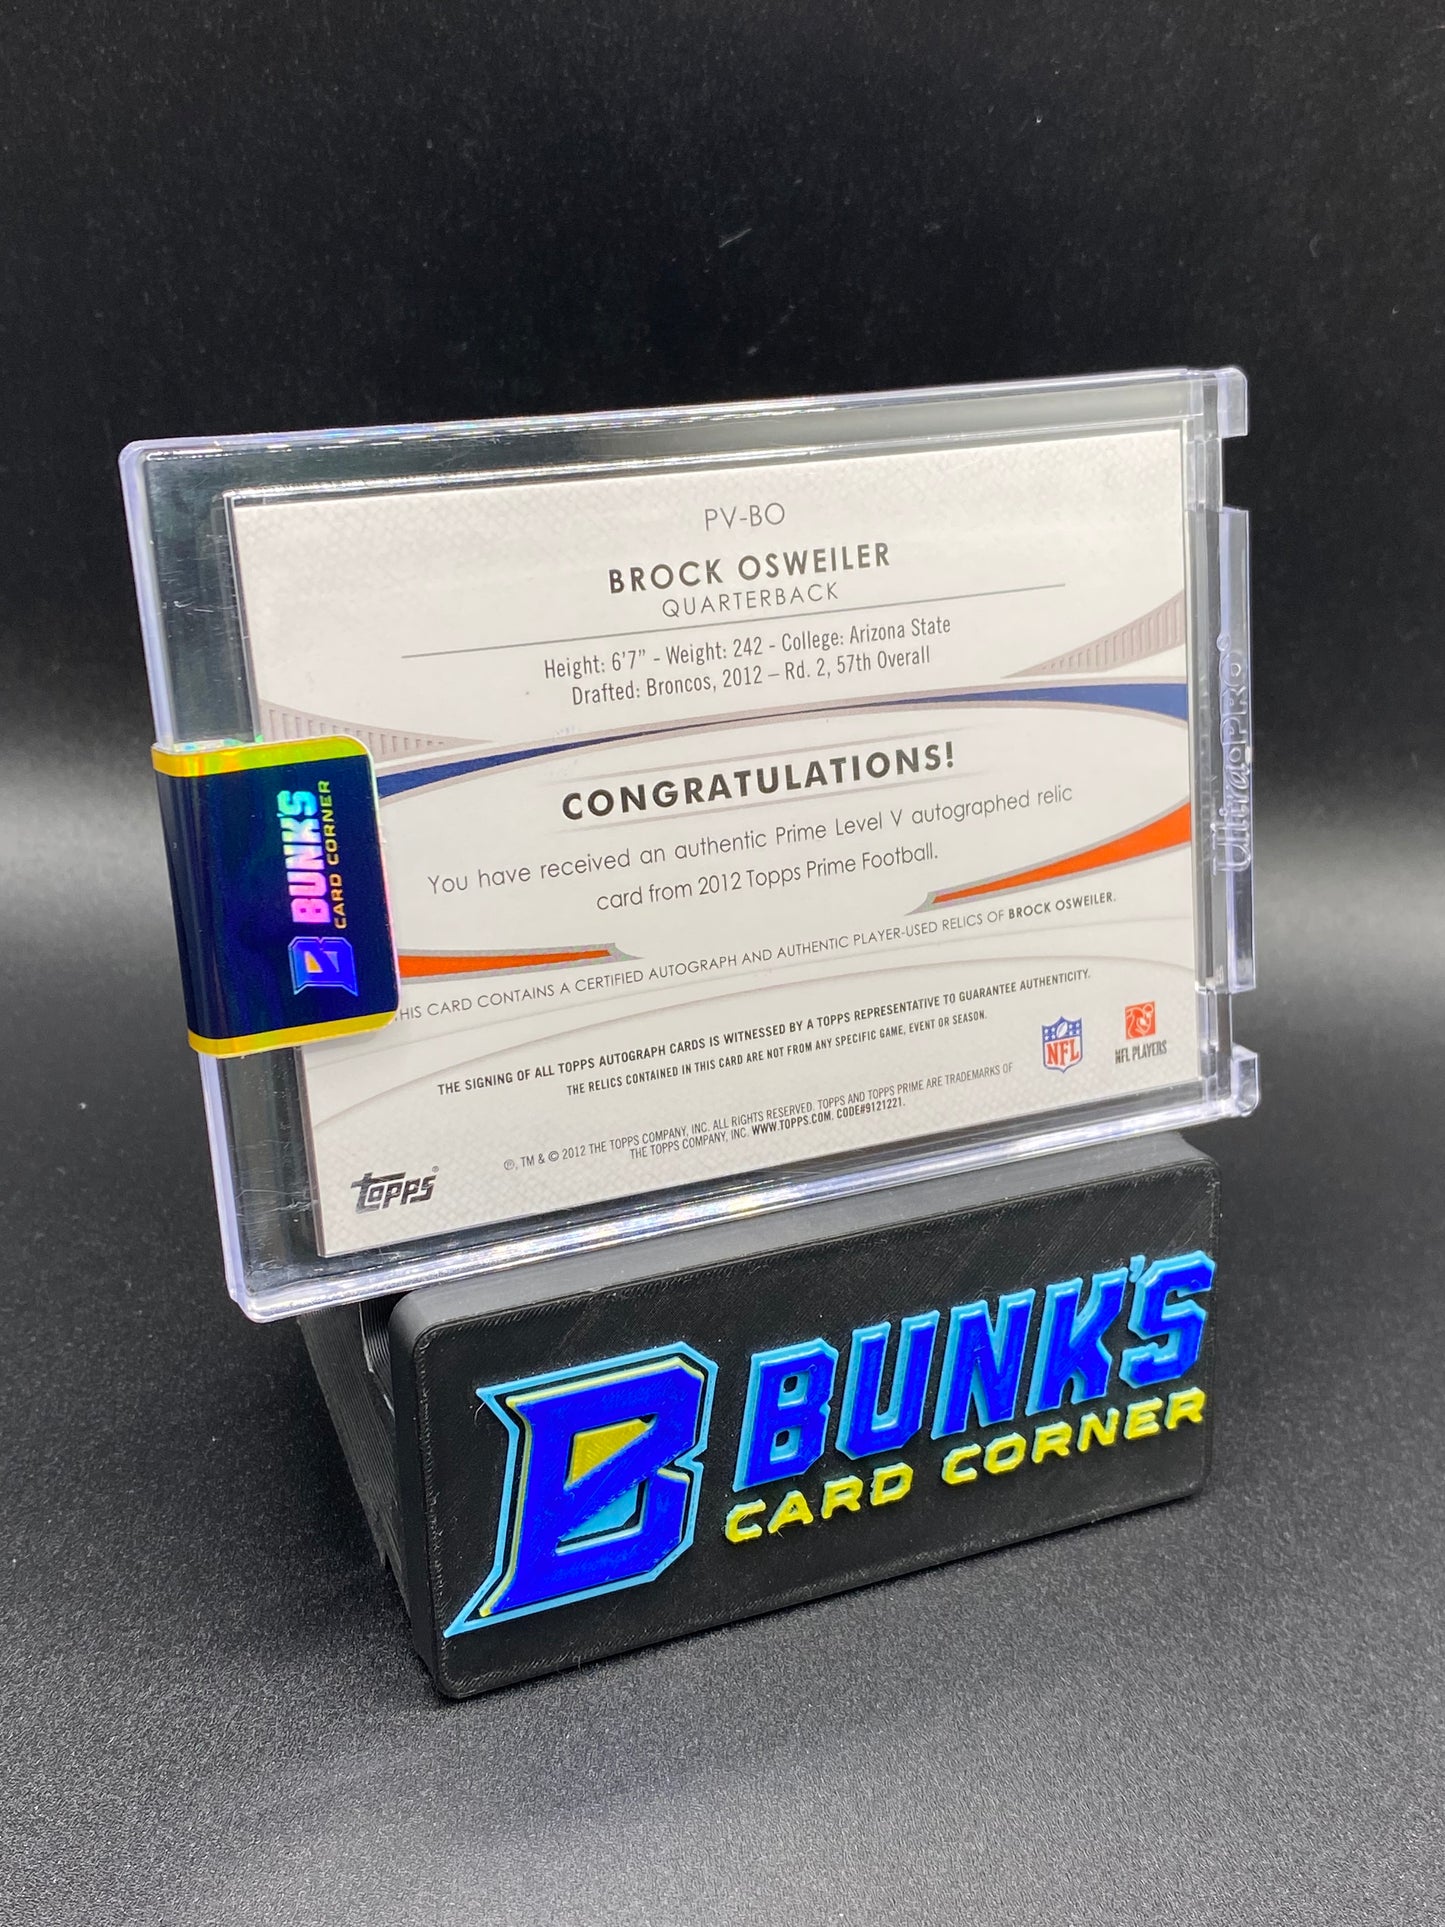 PV-BO
BROCK OSWEILER
QUARTERBACK
Height: 6'7" - Weight: 242 - College: Arizona State
Drafted: Broncos, 2012 – Rd. 2, 57th Overall
CONGRATULATIONS!
You have received an authentic Prime Level V autographed relic
card from 2012 Topps Prime Football.
HIS CARD CONTAINS A CERTIFIED AUTOGRAPH AND AUTHENTIC PLAYER-USED RELICS OF BROCK OSWEILER.
THE SIGNING OF ALL TOPPS AUTOGRAPH CARDS IS WITNESSED BY A TOPPS REPRESENTATIVE TO GUARANTEE AUTHENTICITY.
THE RELICS CONTAINED IN THIS CARD ARE NOT FROM ANY SPECIFIC GAME, EVENT OR SEASON.
NFL
NFL PLAYERS
®, TM & © 2012 THE TOPPS COMPANY, INC. ALL RIGHTS RESERVED. TOPPS AND TOPPS PRIME ARE TRADEMARKS OF
THE TOPPS COMPANY, INC. WWW.TOPPS.COM. CODE#9121221.
topps®
B BUNK'S
CARD CORNER
Ultra•PRO®
B BUNK'S
CARD CORNER